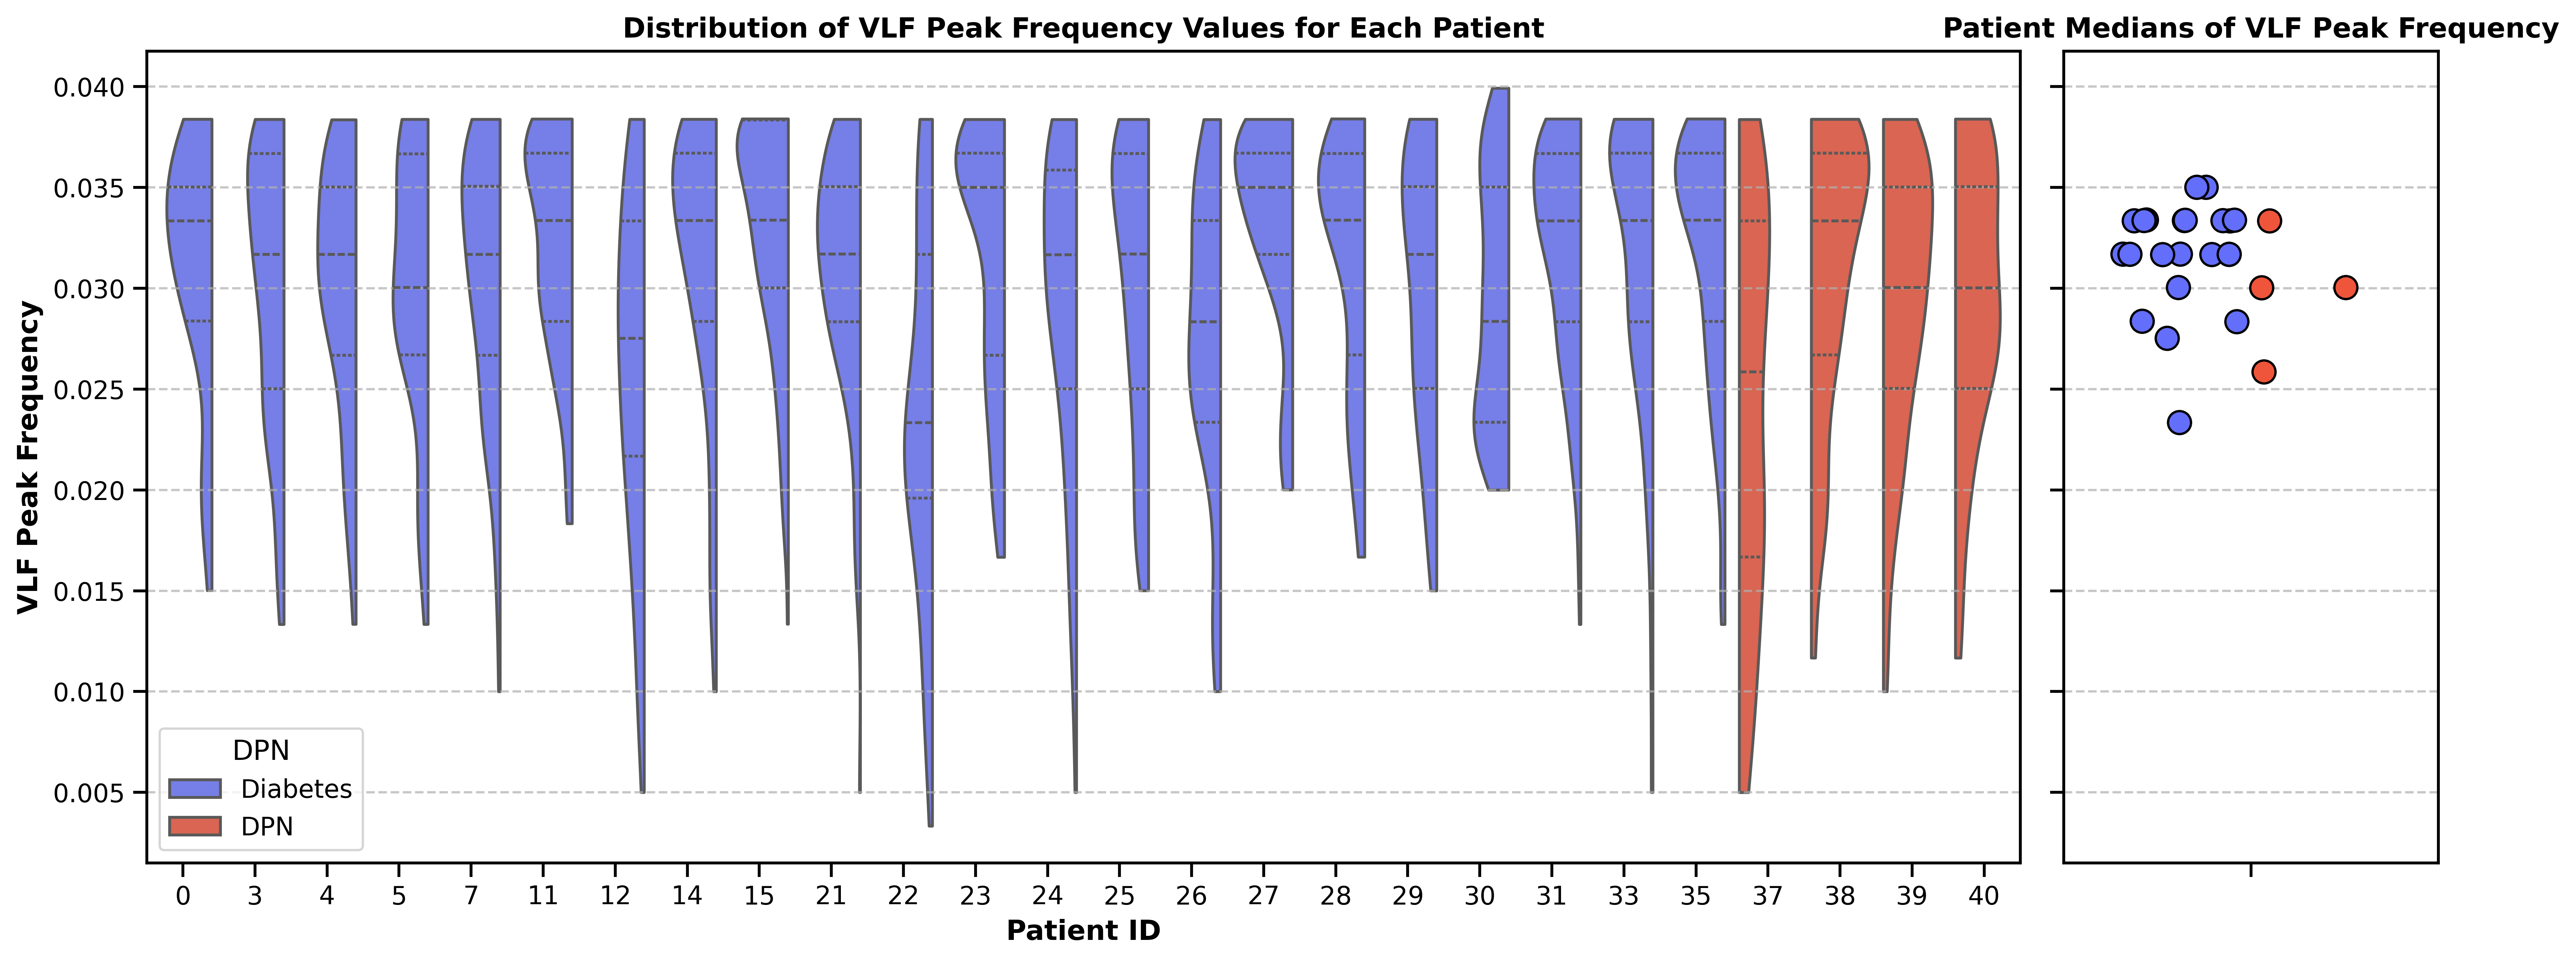 Distribution of VLF Peak Frequency Values for Each Patient
Patient Medians of VLF Peak Frequency
VLF Peak Frequency
0.040
0.035
0.030
0.025
0.020
0.015
0.010
0.005
DPN
Diabetes
DPN
0 3 4 5 7 11 12 14 15 21 22 23 24 25 26 27 28 29 30 31 33 35 37 38 39 40
Patient ID